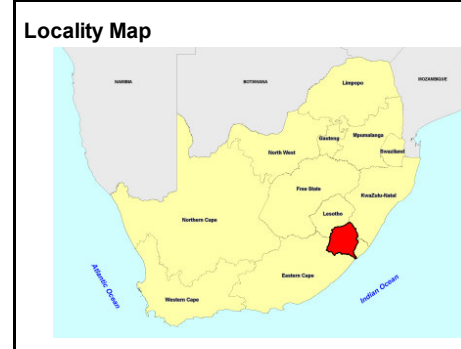 Locality Map
NAMIBIA
BOTSWANA
MOZAMBIQUE
Limpopo
Gauteng
Mpumalanga
Swaziland
North West
Free State
KwaZulu-Natal
Lesotho
Northern Cape
Eastern Cape
Western Cape
Atlantic Ocean
Indian Ocean